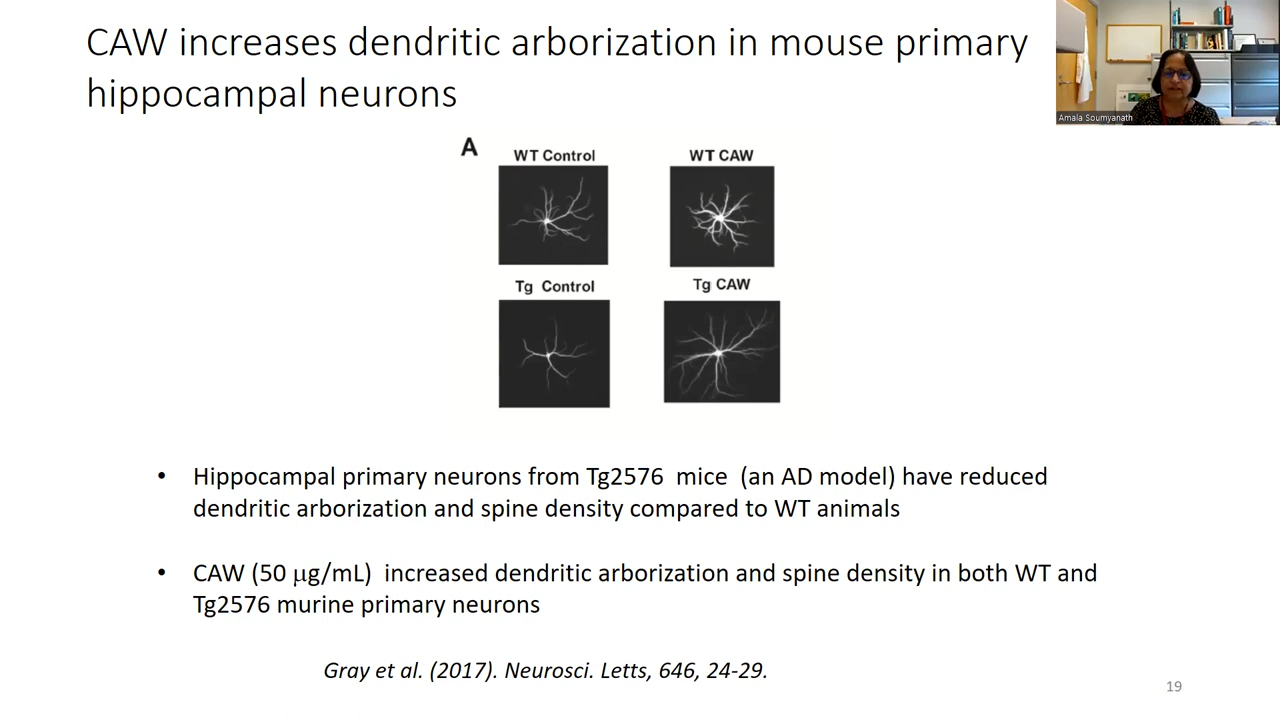 CAW increases dendritic arborization in mouse primary
hippocampal neurons
Amala Soumyanath
A
WT Control
WT CAW
Tg Control
Tg CAW
• Hippocampal primary neurons from Tg2576 mice (an AD model) have reduced
dendritic arborization and spine density compared to WT animals
• CAW (50 μg/mL) increased dendritic arborization and spine density in both WT and
Tg2576 murine primary neurons
Gray et al. (2017). Neurosci. Letts, 646, 24-29.
19